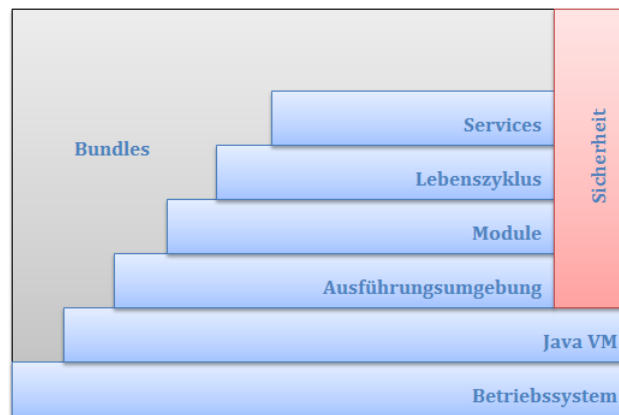 Services
Bundles
Lebenszyklus
Sicherheit
Module
Ausführungsumgebung
Java VM
Betriebssystem